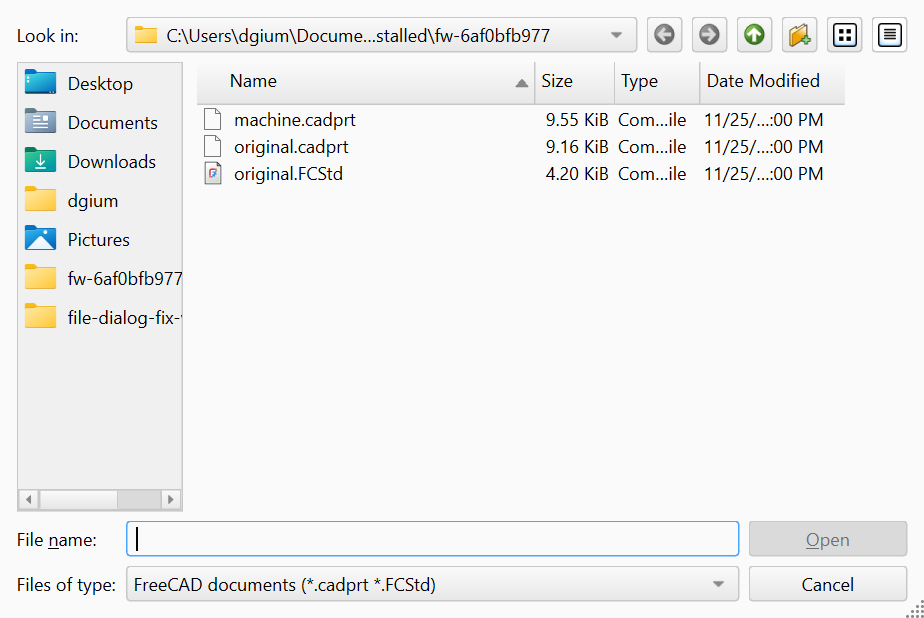 Look in: C:\Users\dgium\Docume...stalled\fw-6af0bfb977
Desktop
Documents
Downloads
dgium
Pictures
fw-6af0bfb977
file-dialog-fix-
Name Size Type Date Modified
machine.cadprt 9.55 KiB Com...ile 11/25/...:00 PM
original.cadprt 9.16 KiB Com...ile 11/25/...:00 PM
original.FCStd 4.20 KiB Com...ile 11/25/...:00 PM
File name: Open
Files of type: FreeCAD documents (*.cadprt *.FCStd) Cancel